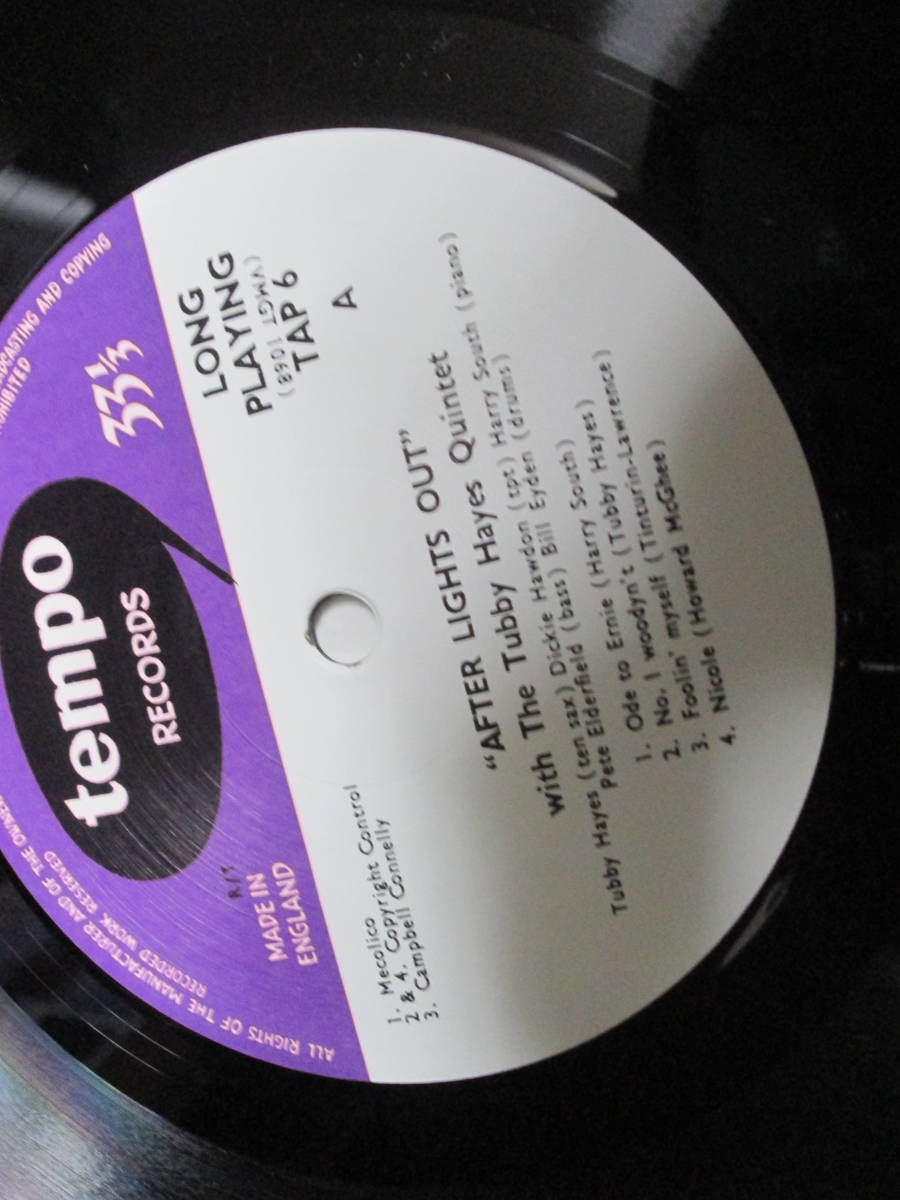 ALL RIGHTS OF THE MANUFACTURER AND OF THE OWNER
RECORDED WORK RESERVED
BROADCASTING AND COPYING
PROHIBITED
tempo
RECORDS
33⅓
R/S
MADE IN
ENGLAND
LONG
PLAYING
(VMGT 1068)
TAP 6
A
1. Mecolico
2 & 4. Copyright Control
3. Campbell Connelly
“AFTER LIGHTS OUT”
with The Tubby Hayes Quintet
Tubby Hayes (ten sax) Dickie Hawdon (tpt) Harry South (piano)
Pete Elderfield (bass) Bill Eyden (drums)
1. Ode to Ernie (Harry South)
2. No, I woodyn't (Tubby Hayes)
3. Foolin' myself (Tinturin-Lawrence)
4. Nicole (Howard McGhee)